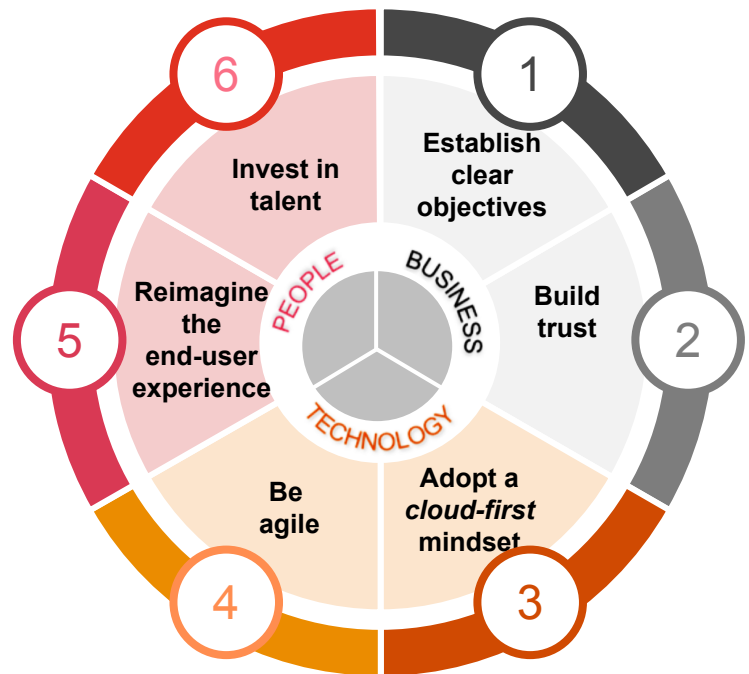 1
Establish
clear
objectives
2
Build
trust
3
Adopt a
cloud-first
mindset
4
Be
agile
5
Reimagine
the
end-user
experience
6
Invest in
talent
PEOPLE
BUSINESS
TECHNOLOGY